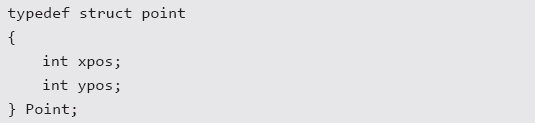 typedef struct point
{
    int xpos;
    int ypos;
} Point;